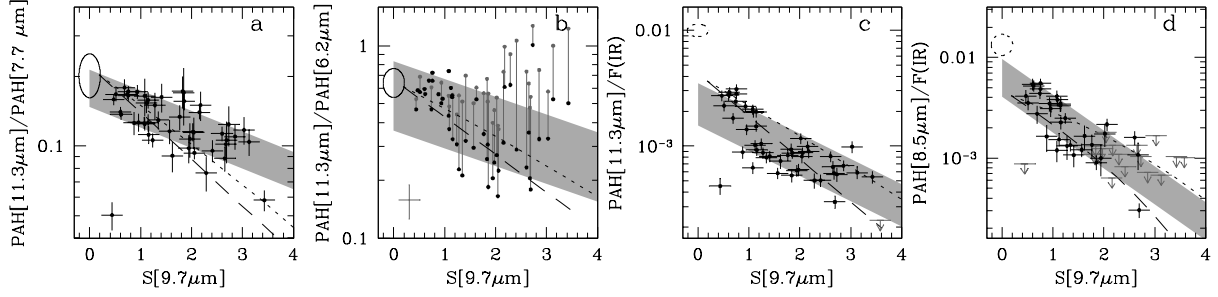 a
PAH[11.3μm]/PAH[7.7 μm]
0.1
0 1 2 3 4
S[9.7μm]
b
PAH[11.3μm]/PAH[6.2μm]
1
0.1
0 1 2 3 4
S[9.7μm]
c
PAH[11.3μm]/F(IR)
0.01
10⁻³
0 1 2 3 4
S[9.7μm]
d
PAH[8.5μm]/F(IR)
0.01
10⁻³
0 1 2 3 4
S[9.7μm]